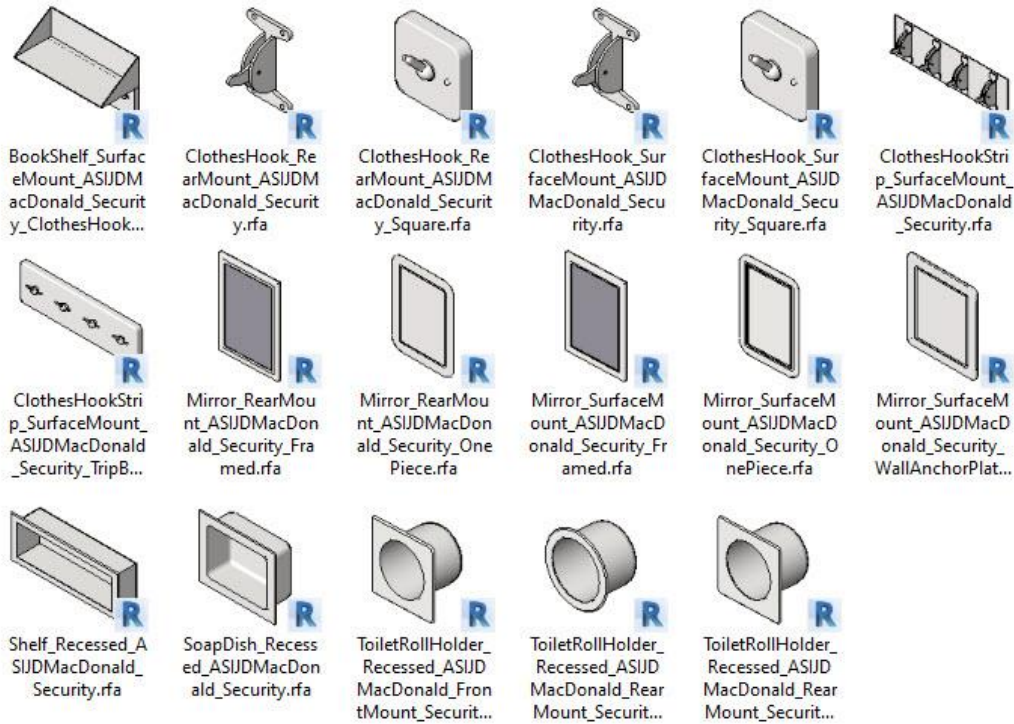 BookShelf_Surfac
eMount_ASIJDM
acDonald_Securit
y_ClothesHook...
ClothesHook_Re
arMount_ASIJDM
acDonald_Securit
y.rfa
ClothesHook_Re
arMount_ASIJDM
acDonald_Securit
y_Square.rfa
ClothesHook_Sur
faceMount_ASIJD
MacDonald_Secu
rity.rfa
ClothesHook_Sur
faceMount_ASIJD
MacDonald_Secu
rity_Square.rfa
ClothesHookStri
p_SurfaceMount_
ASIJDMacDonald
_Security.rfa
ClothesHookStri
p_SurfaceMount_
ASIJDMacDonald
_Security_TripB...
Mirror_RearMou
nt_ASIJDMacDon
ald_Security_Fra
med.rfa
Mirror_RearMou
nt_ASIJDMacDon
ald_Security_One
Piece.rfa
Mirror_SurfaceM
ount_ASIJDMacD
onald_Security_Fr
amed.rfa
Mirror_SurfaceM
ount_ASIJDMacD
onald_Security_O
nePiece.rfa
Mirror_SurfaceM
ount_ASIJDMacD
onald_Security_
WallAnchorPlat...
Shelf_Recessed_A
SIJDMacDonald_
Security.rfa
SoapDish_Recess
ed_ASIJDMacDon
ald_Security.rfa
ToiletRollHolder_
Recessed_ASIJD
MacDonald_Fron
tMount_Securit...
ToiletRollHolder_
Recessed_ASIJD
MacDonald_Rear
Mount_Securit...
ToiletRollHolder_
Recessed_ASIJD
MacDonald_Rear
Mount_Securit...